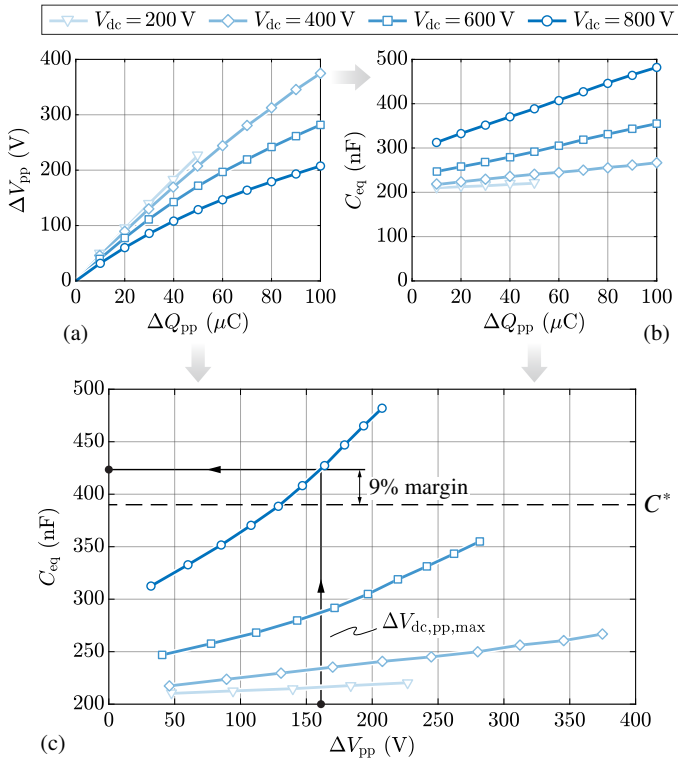 V_dc = 200 V V_dc = 400 V V_dc = 600 V V_dc = 800 V
400
300
200
100
0
ΔV_pp (V)
0 20 40 60 80 100
ΔQ_pp (μC)
(a)
500
400
300
200
100
0
C_eq (nF)
0 20 40 60 80 100
ΔQ_pp (μC)
(b)
500
450
400
350
300
250
200
C_eq (nF)
9% margin
C*
ΔV_dc,pp,max
0 50 100 150 200 250 300 350 400
ΔV_pp (V)
(c)